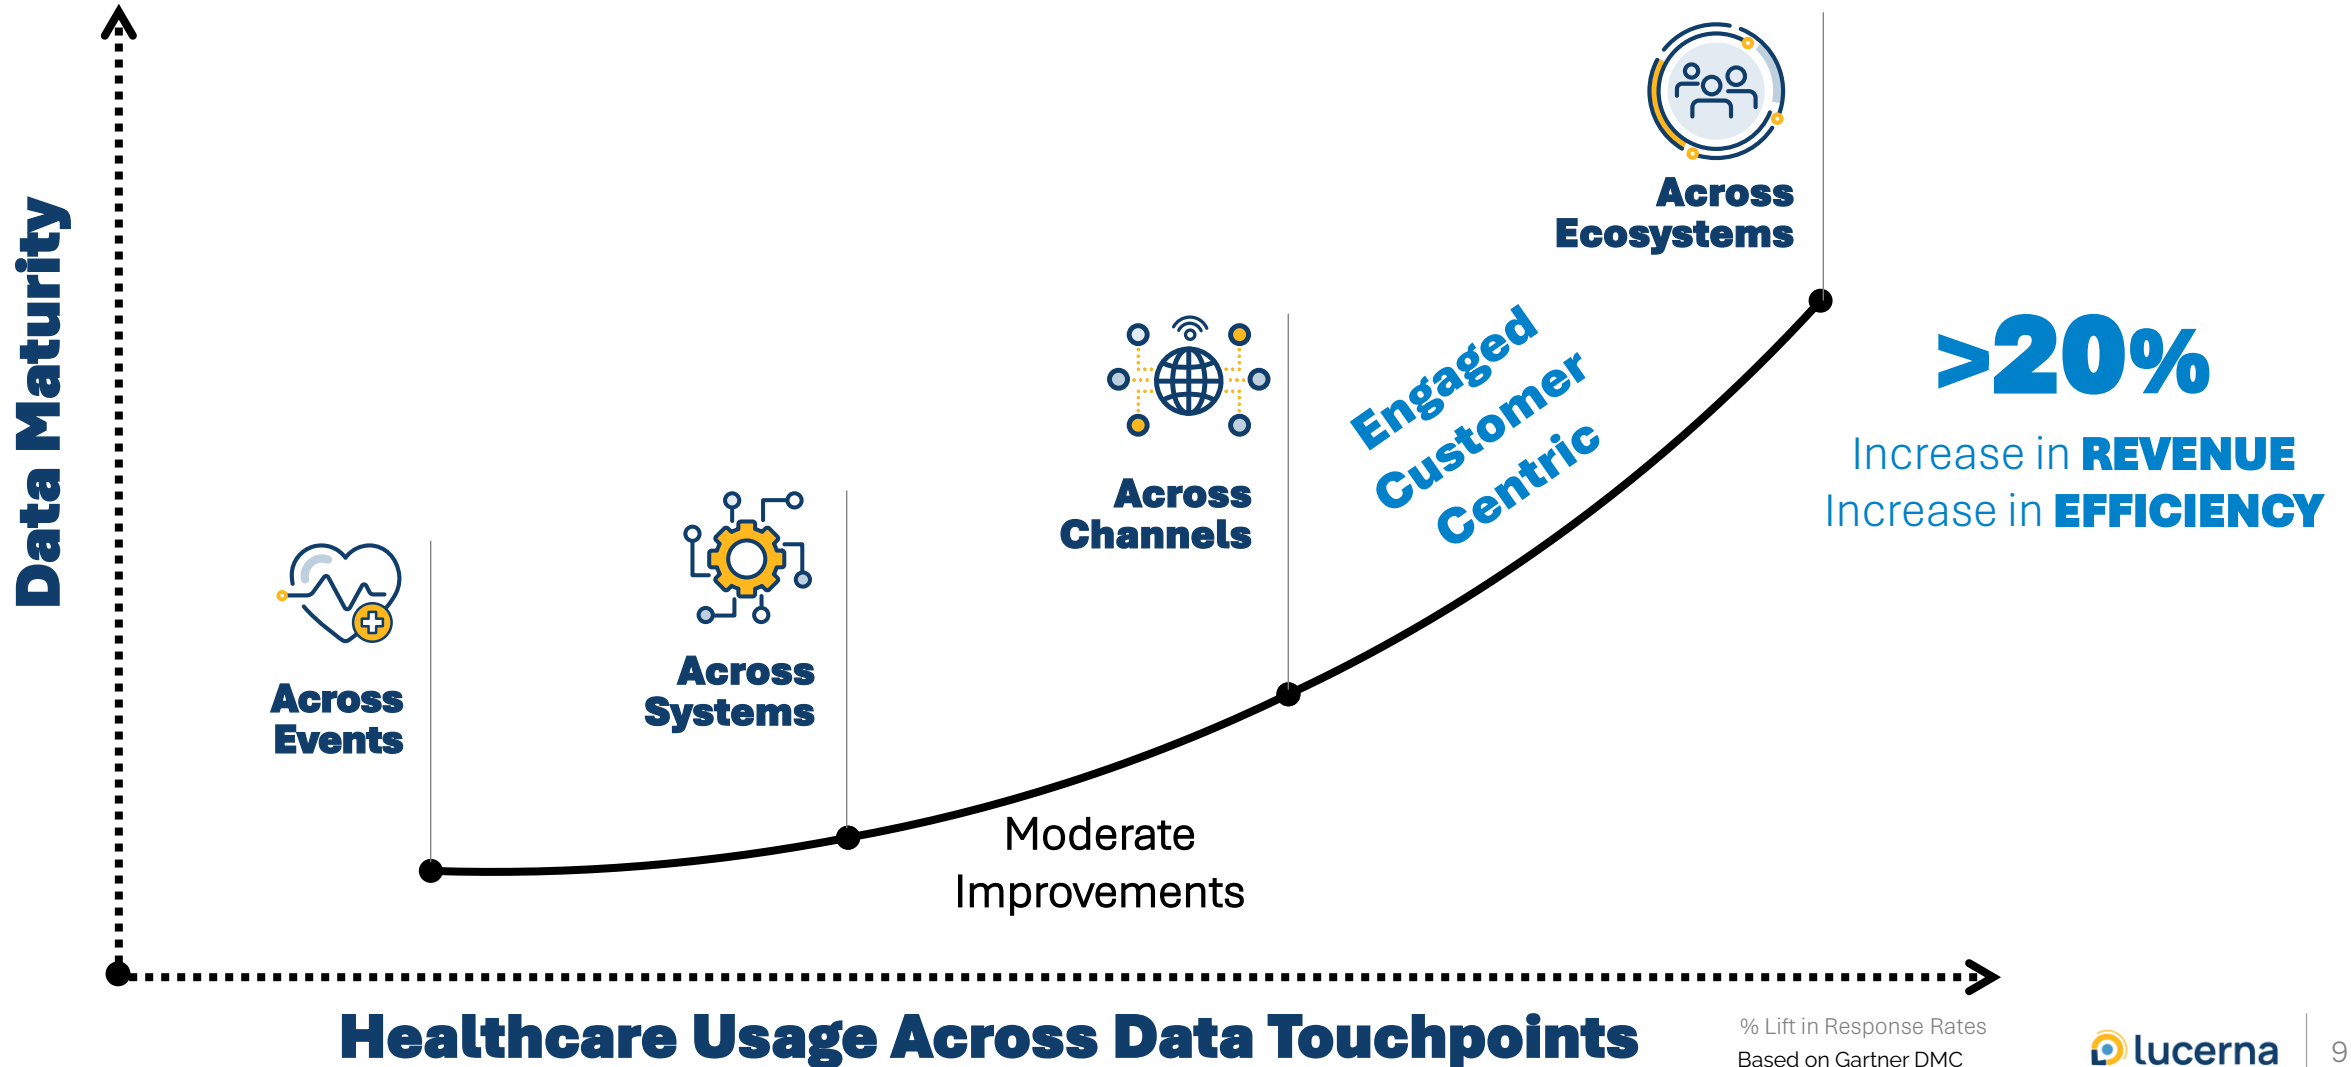 Data Maturity
Across
Events
Across
Systems
Across
Channels
Across
Ecosystems
Engaged
Customer
Centric
Moderate
Improvements
>20%
Increase in REVENUE
Increase in EFFICIENCY
Healthcare Usage Across Data Touchpoints
% Lift in Response Rates
Based on Gartner DMC
lucerna
9